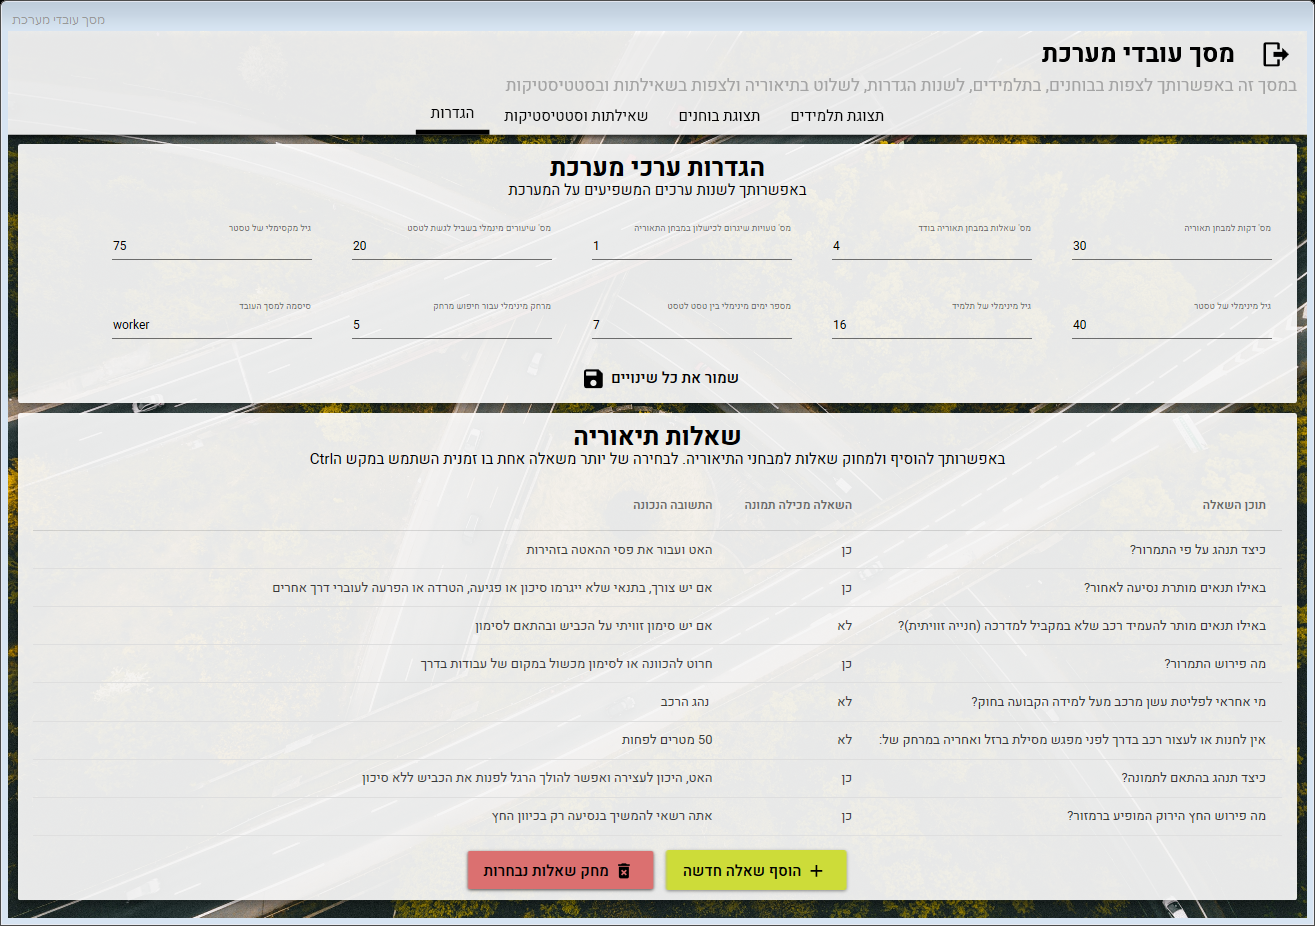 מסך עובדי מערכת
מסך עובדי מערכת
במסך זה באפשרותך לצפות בבוחנים, בתלמידים, לשנות הגדרות, לשלוט בתיאוריה ולצפות בשאילתות ובסטטיסטיקות
תצוגת תלמידים תצוגת בוחנים שאילתות וסטטיסטיקות הגדרות
הגדרות ערכי מערכת
באפשרותך לשנות ערכים המשפיעים על המערכת
מס' דקות למבחן תאוריה מס' שאלות במבחן תאוריה בודד מס' טעויות שיגרום לכישלון במבחן התאוריה מס' שיעורים מינמלי בשביל לגשת לטסט גיל מקסימלי של טסטר
30 4 1 20 75
גיל מינימלי של טסטר גיל מינימלי של תלמיד מספר ימים מינימלי בין טסט לטסט מרחק מינימלי עבור חיפוש מרחק סיסמה למסך העובד
40 16 7 5 worker
שמור את כל שינויים
שאלות תיאוריה
באפשרותך להוסיף ולמחוק שאלות למבחני התיאוריה. לבחירה של יותר משאלה אחת בו זמנית השתמש במקש הCtrl
תוכן השאלה השאלה מכילה תמונה התשובה הנכונה
כיצד תנהג על פי התמרור? כן האט ועבור את פסי ההאטה בזהירות
באילו תנאים מותרת נסיעה לאחור? כן אם יש צורך, בתנאי שלא ייגרמו סיכון או פגיעה, הטרדה או הפרעה לעוברי דרך אחרים
באילו תנאים מותר להעמיד רכב שלא במקביל למדרכה (חנייה זוויתית)? לא אם יש סימון זוויתי על הכביש ובהתאם לסימון
מה פירוש התמרור? כן חרוט להכוונה או לסימון מכשול במקום של עבודות בדרך
מי אחראי לפליטת עשן מרכב מעל למידה הקבועה בחוק? לא נהג הרכב
אין לחנות או לעצור רכב בדרך לפני מפגש מסילת ברזל ואחריה במרחק של: לא 50 מטרים לפחות
כיצד תנהג בהתאם לתמונה? כן האט, היכון לעצירה ואפשר להולך הרגל לפנות את הכביש ללא סיכון
מה פירוש החץ הירוק המופיע ברמזור? כן אתה רשאי להמשיך בנסיעה רק בכיוון החץ
הוסף שאלה חדשה מחק שאלות נבחרות